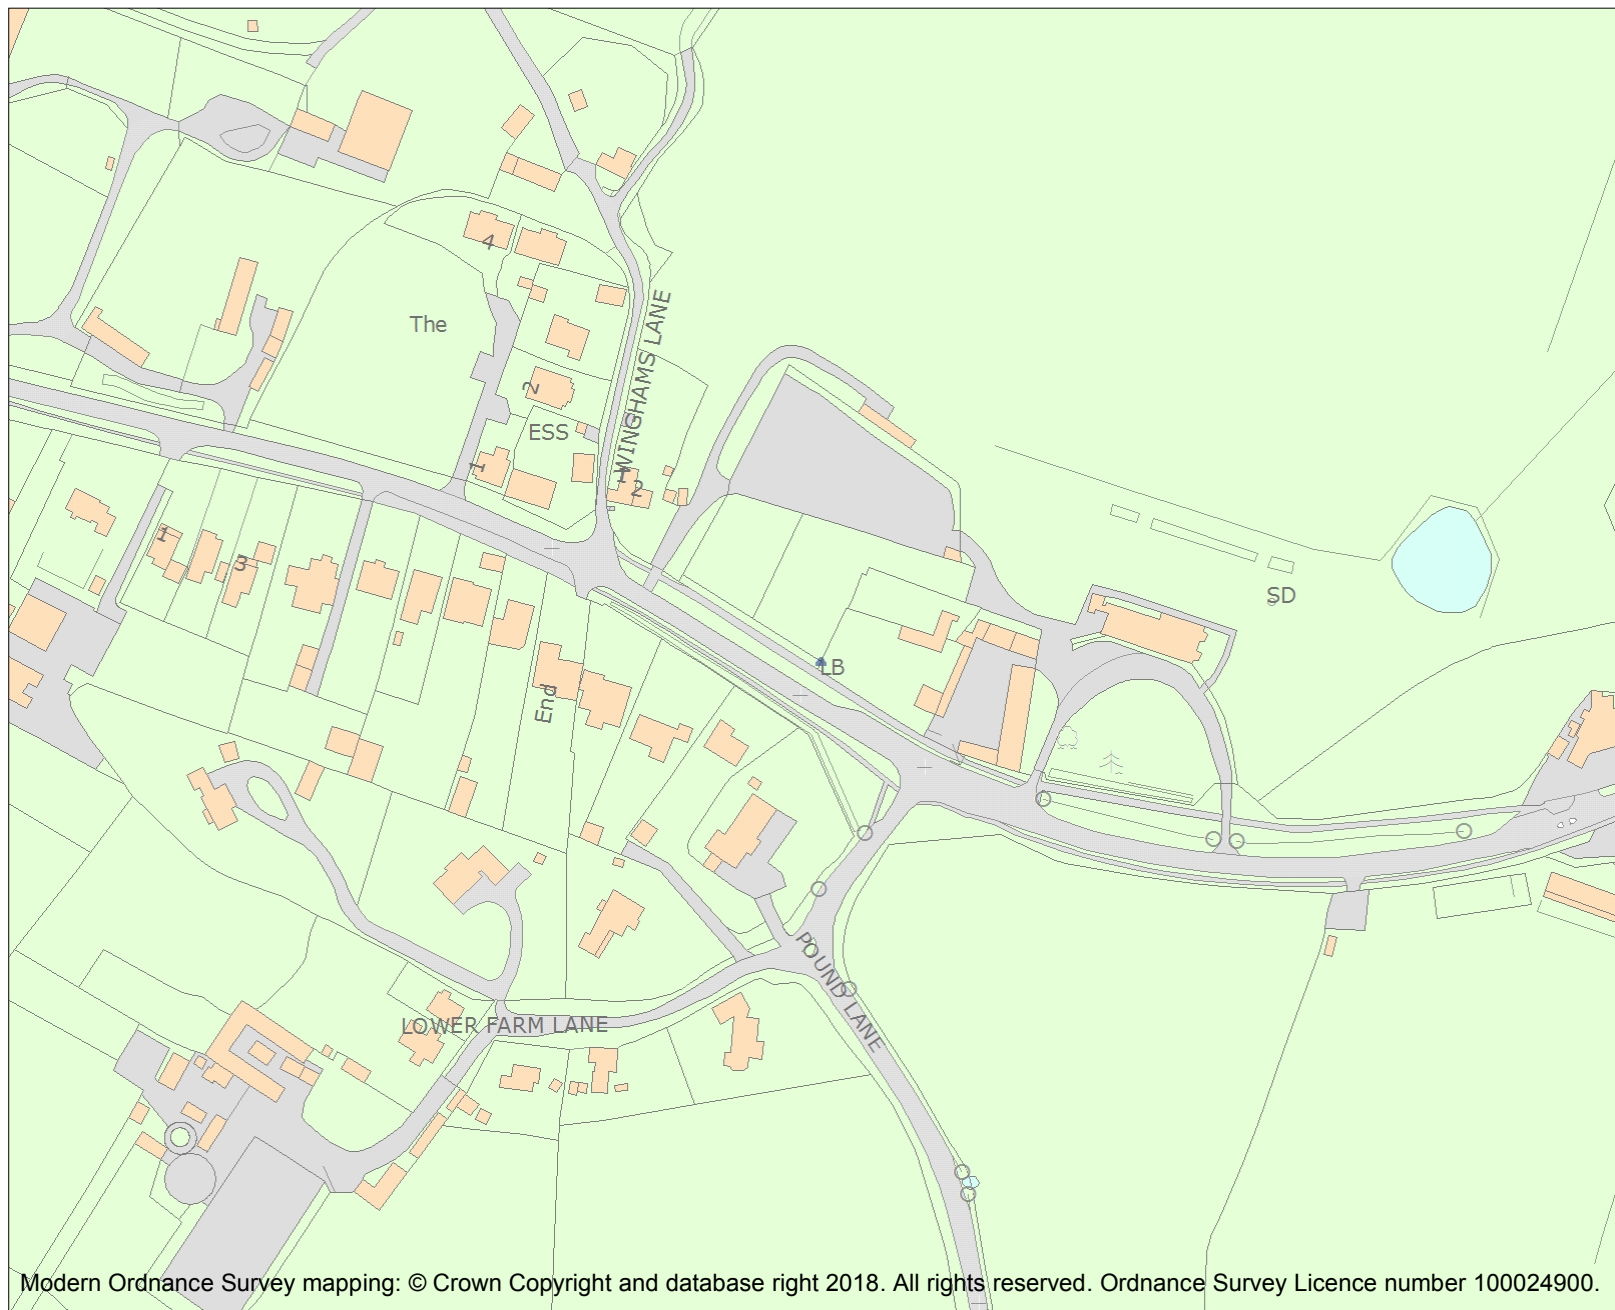 4
The
WINGHAMS LANE
2
ESS
1
1
2
1
3
SD
LB
End
POUND LANE
LOWER FARM LANE
Modern Ordnance Survey mapping: © Crown Copyright and database right 2018. All rights reserved. Ordnance Survey Licence number 100024900.